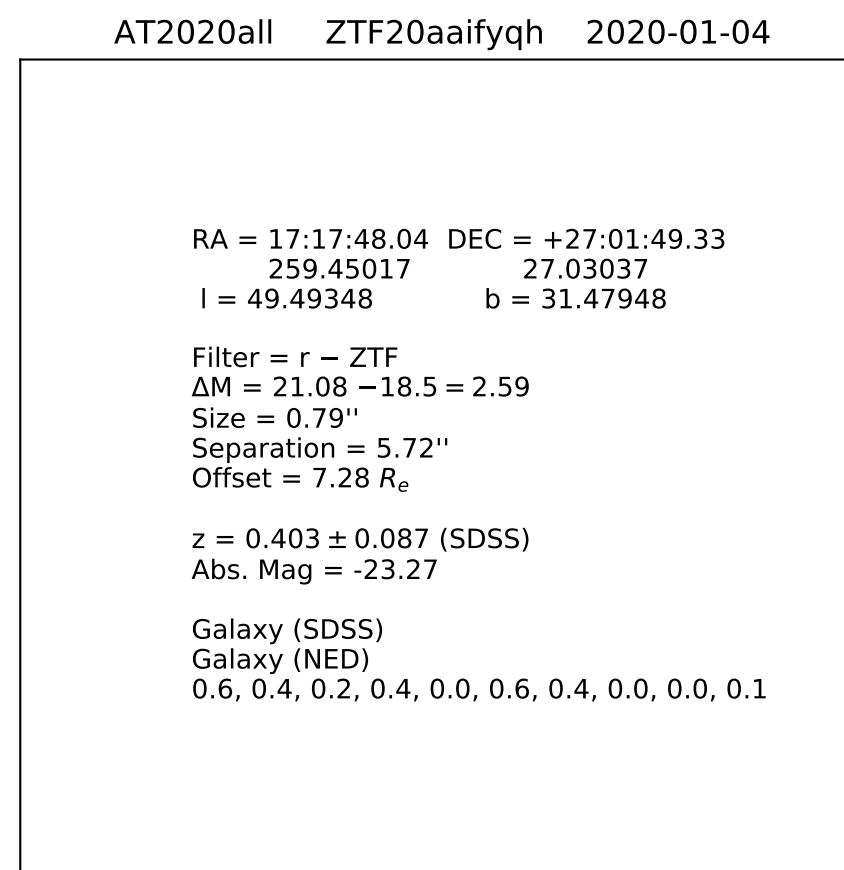 AT2020all ZTF20aaifyqh 2020-01-04
RA = 17:17:48.04 DEC = +27:01:49.33
259.45017 27.03037
l = 49.49348 b = 31.47948
Filter = r − ZTF
ΔM = 21.08 −18.5 = 2.59
Size = 0.79''
Separation = 5.72''
Offset = 7.28 Re
z = 0.403 ± 0.087 (SDSS)
Abs. Mag = -23.27
Galaxy (SDSS)
Galaxy (NED)
0.6, 0.4, 0.2, 0.4, 0.0, 0.6, 0.4, 0.0, 0.0, 0.1